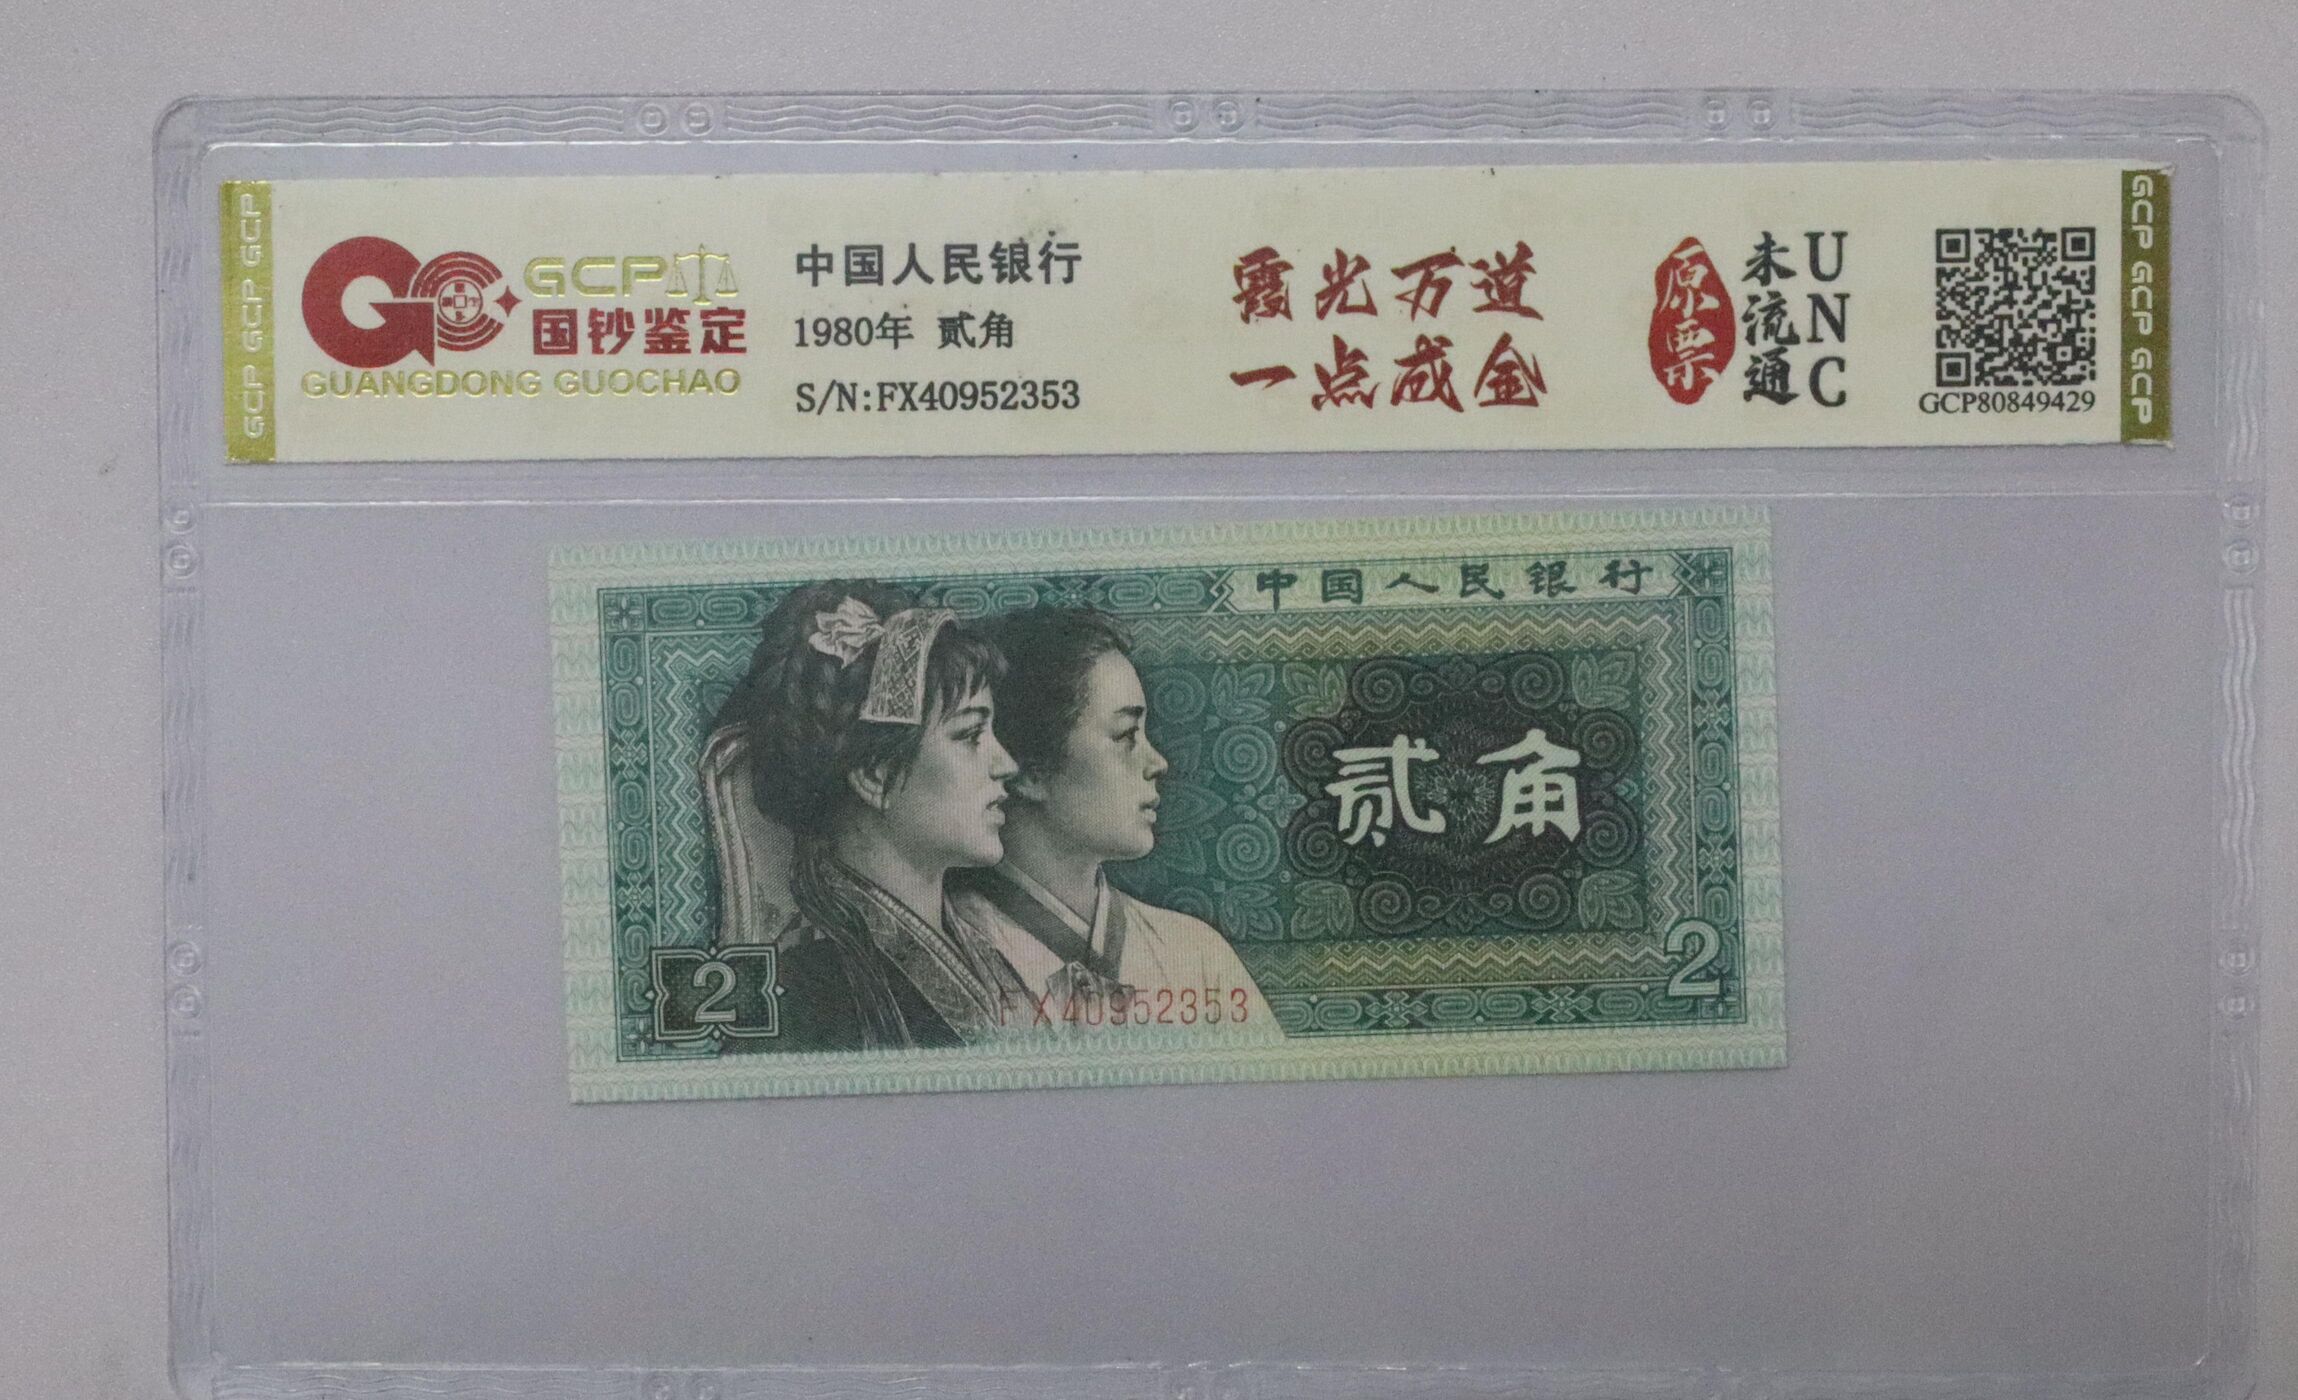 GCP GCP GCP
GCP
国钞鉴定
GUANGDONG GUOCHAO
中国人民银行
1980年 贰角
S/N:FX40952353
霞光万道
一点成金
原票
未流通
UNC
GCP80849429
GCP GCP GCP
中国人民银行
贰角
2
2
FX40952353